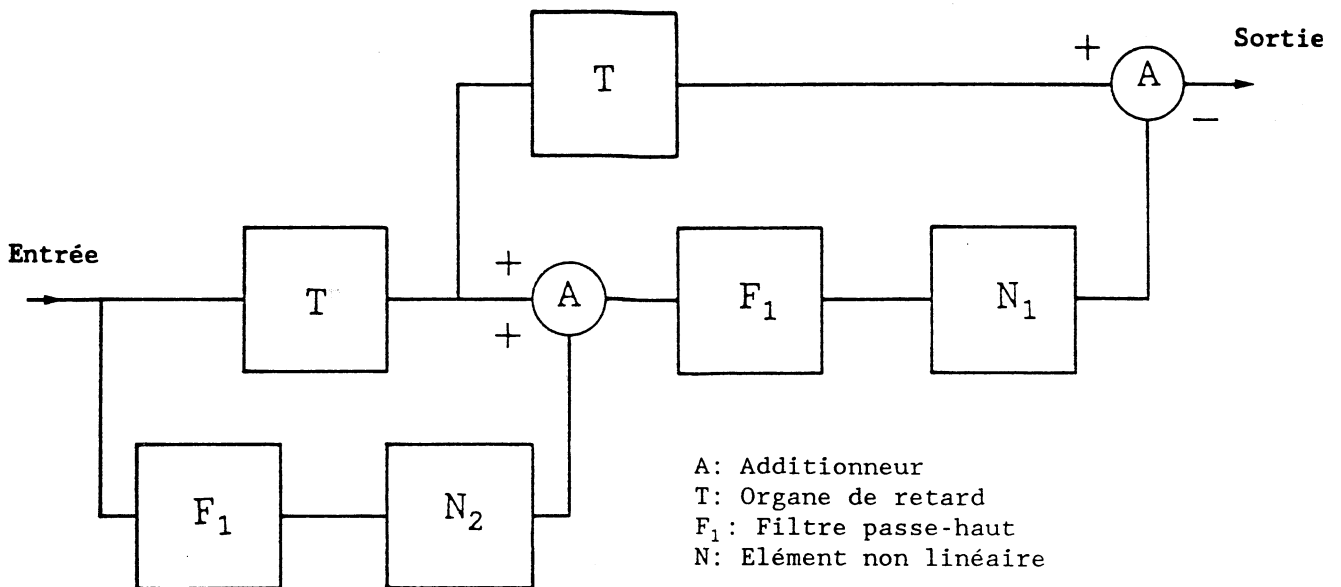 Sortie
+
A
T
−
Entrée
+
T
A
F₁
N₁
+
F₁
N₂
A: Additionneur
T: Organe de retard
F₁: Filtre passe-haut
N: Elément non linéaire